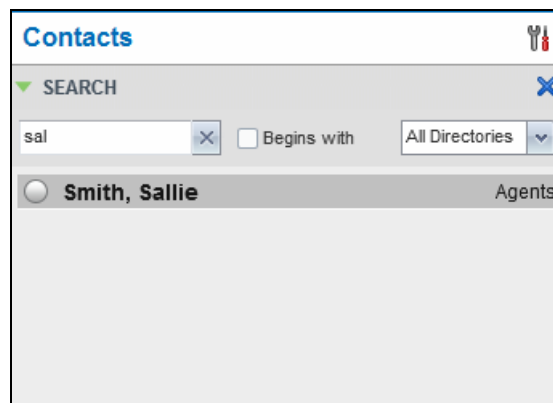 Contacts
SEARCH
sal Begins with All Directories
Smith, Sallie Agents